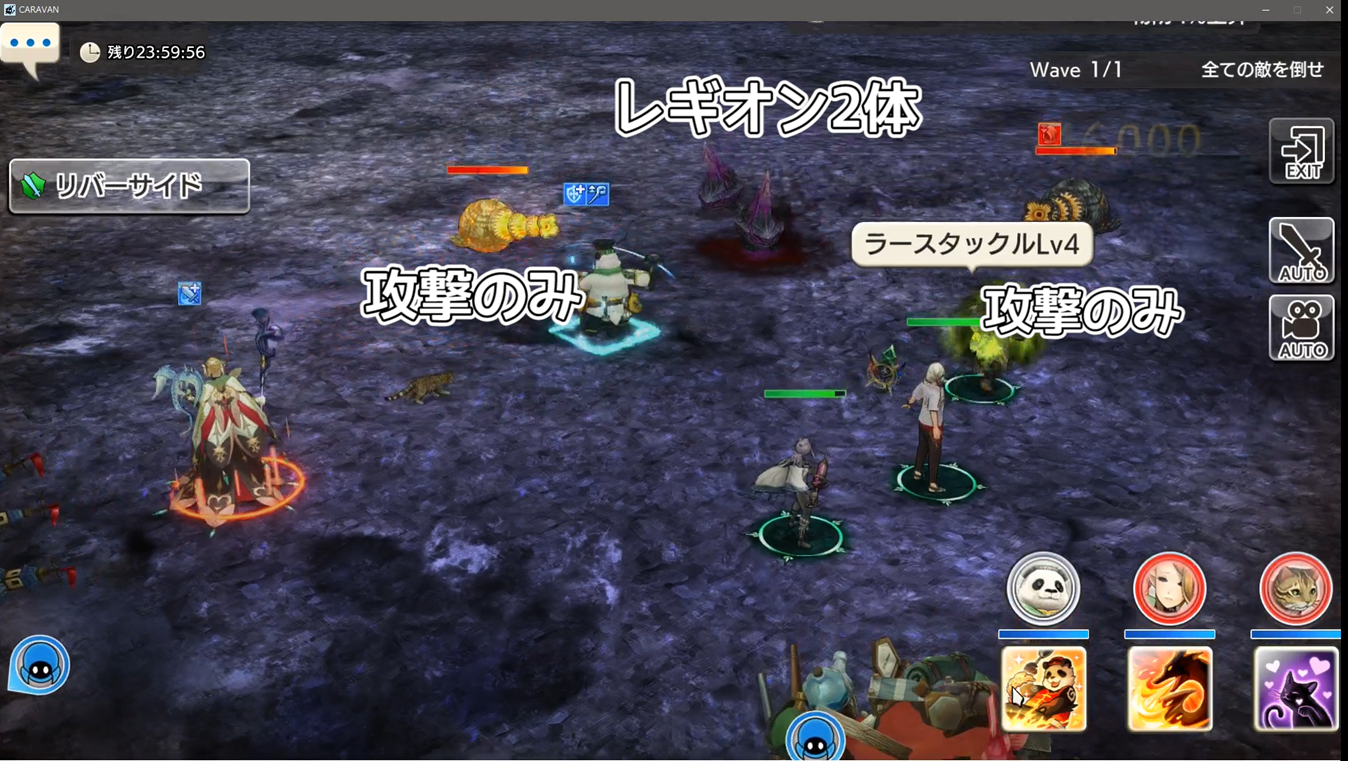 CARAVAN
残り23:59:56
Wave 1/1
全ての敵を倒せ
レギオン2体
EXIT
リバーサイド
ラースタックルLv4
攻撃のみ
攻撃のみ
AUTO
AUTO